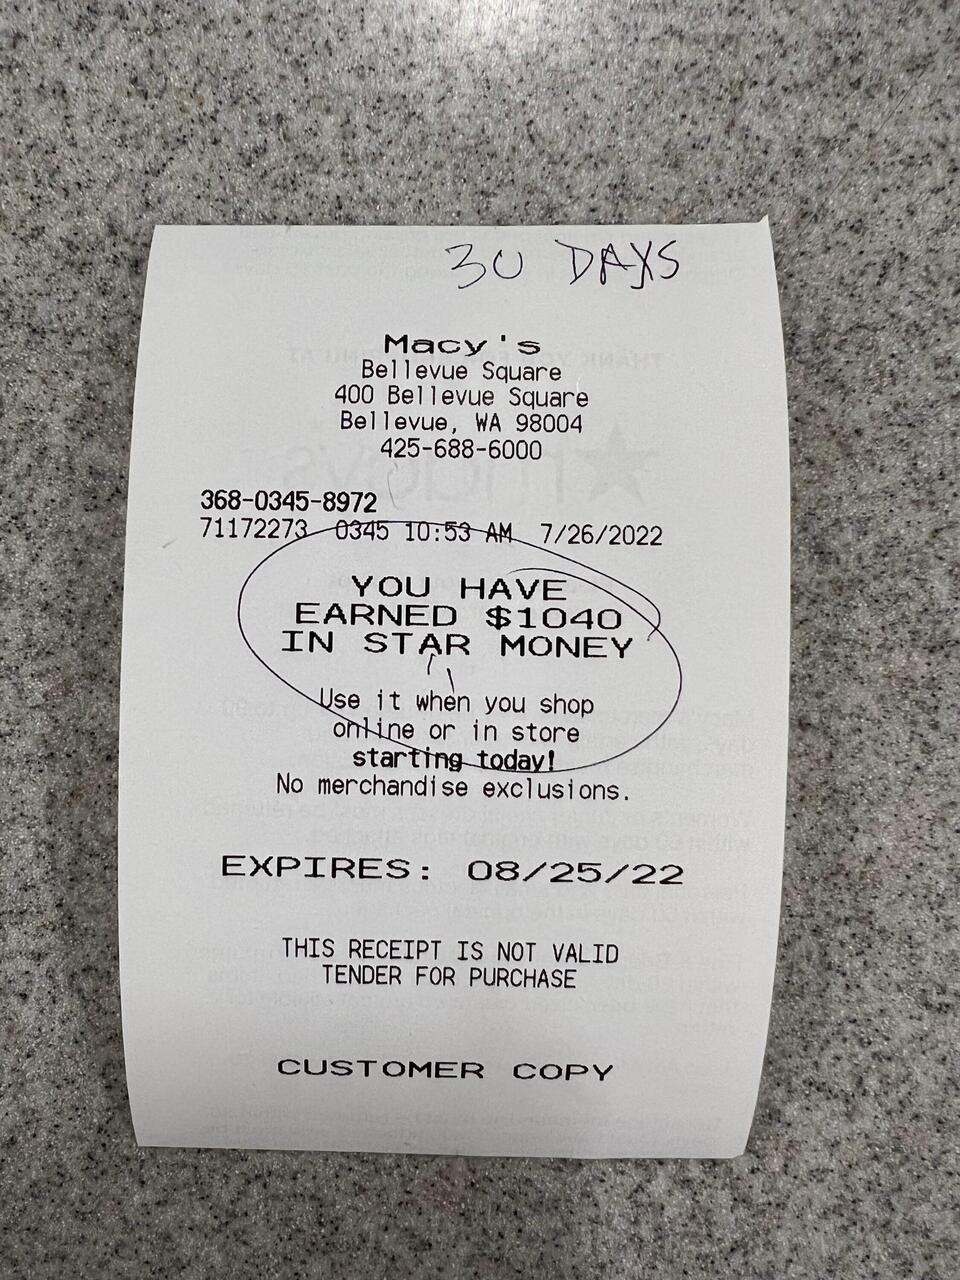 30 DAYS
Macy's
Bellevue Square
400 Bellevue Square
Bellevue, WA 98004
425-688-6000
368-0345-8972
71172273 0345 10:53 AM 7/26/2022
YOU HAVE
EARNED $1040
IN STAR MONEY
Use it when you shop
online or in store
starting today!
No merchandise exclusions.
EXPIRES: 08/25/22
THIS RECEIPT IS NOT VALID
TENDER FOR PURCHASE
CUSTOMER COPY